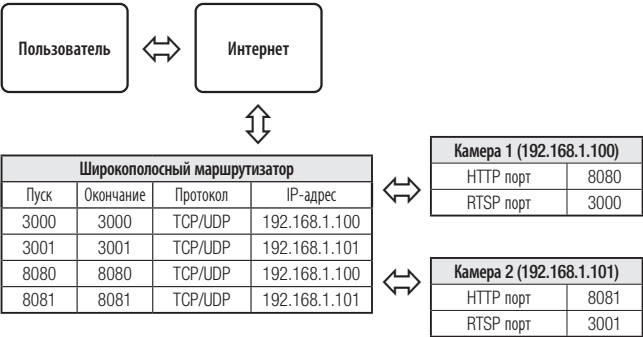 Пользователь
Интернет
Широкополосный маршрутизатор
Пуск Окончание Протокол IP-адрес
3000 3000 TCP/UDP 192.168.1.100
3001 3001 TCP/UDP 192.168.1.101
8080 8080 TCP/UDP 192.168.1.100
8081 8081 TCP/UDP 192.168.1.101
Камера 1 (192.168.1.100)
HTTP порт 8080
RTSP порт 3000
Камера 2 (192.168.1.101)
HTTP порт 8081
RTSP порт 3001